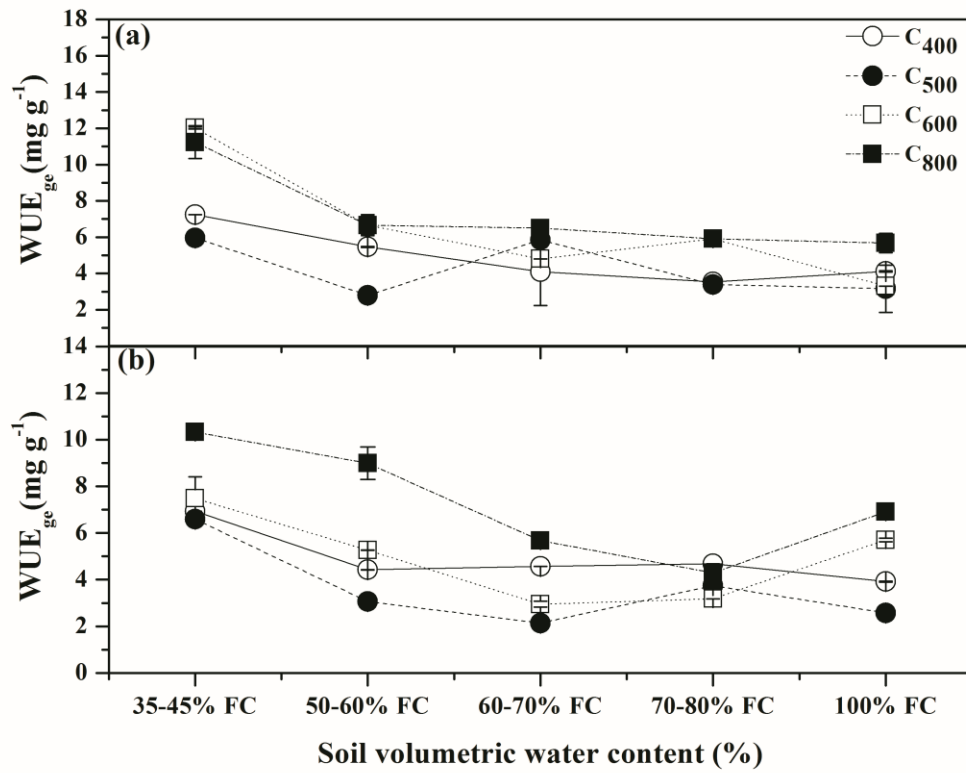 (a)
C400
C500
C600
C800
WUEge(mg g-1)
18
16
14
12
10
8
6
4
2
14
(b)
WUEge(mg g-1)
12
10
8
6
4
2
0
35-45% FC 50-60% FC 60-70% FC 70-80% FC 100% FC
Soil volumetric water content (%)